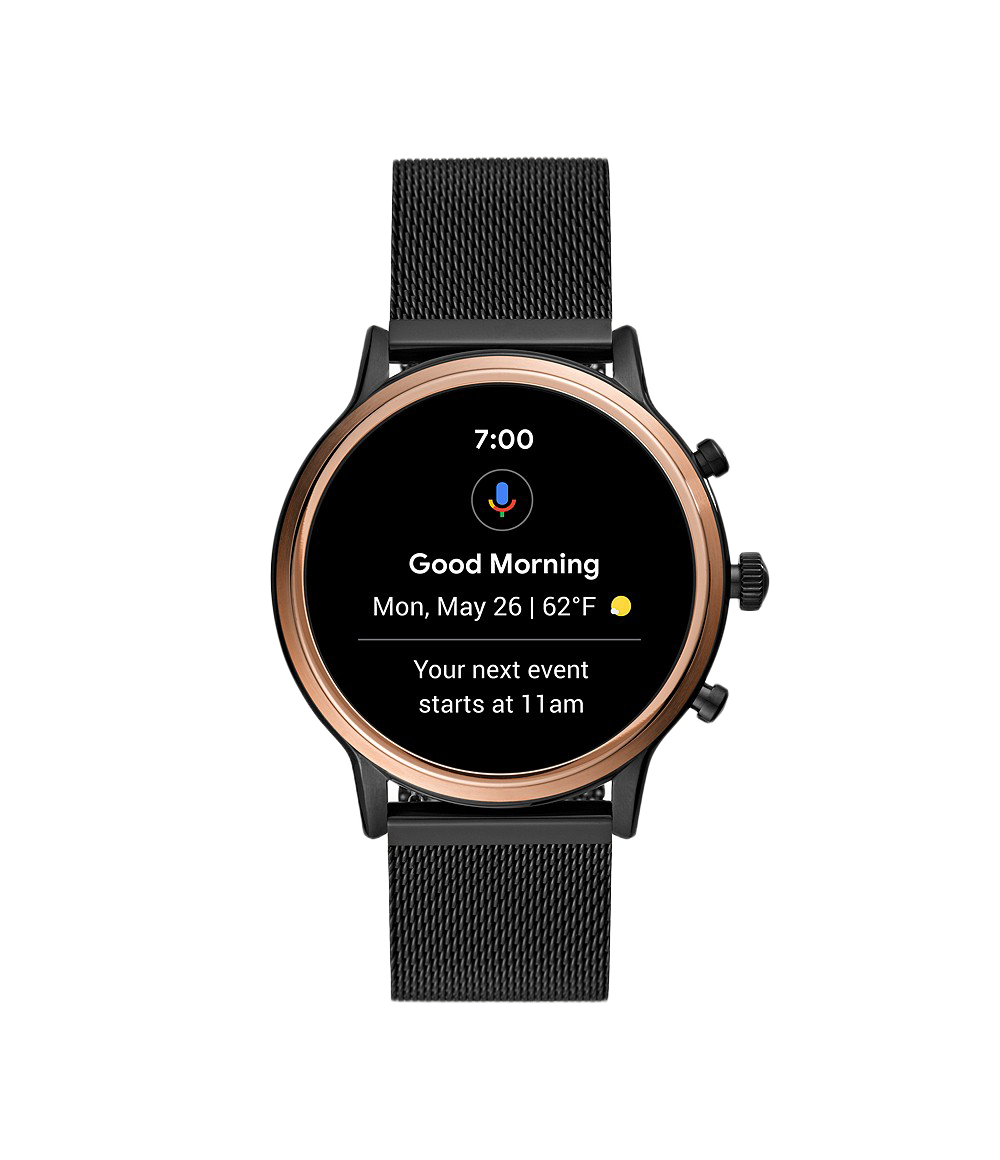 7:00
Good Morning
Mon, May 26 | 62°F
Your next event
starts at 11am